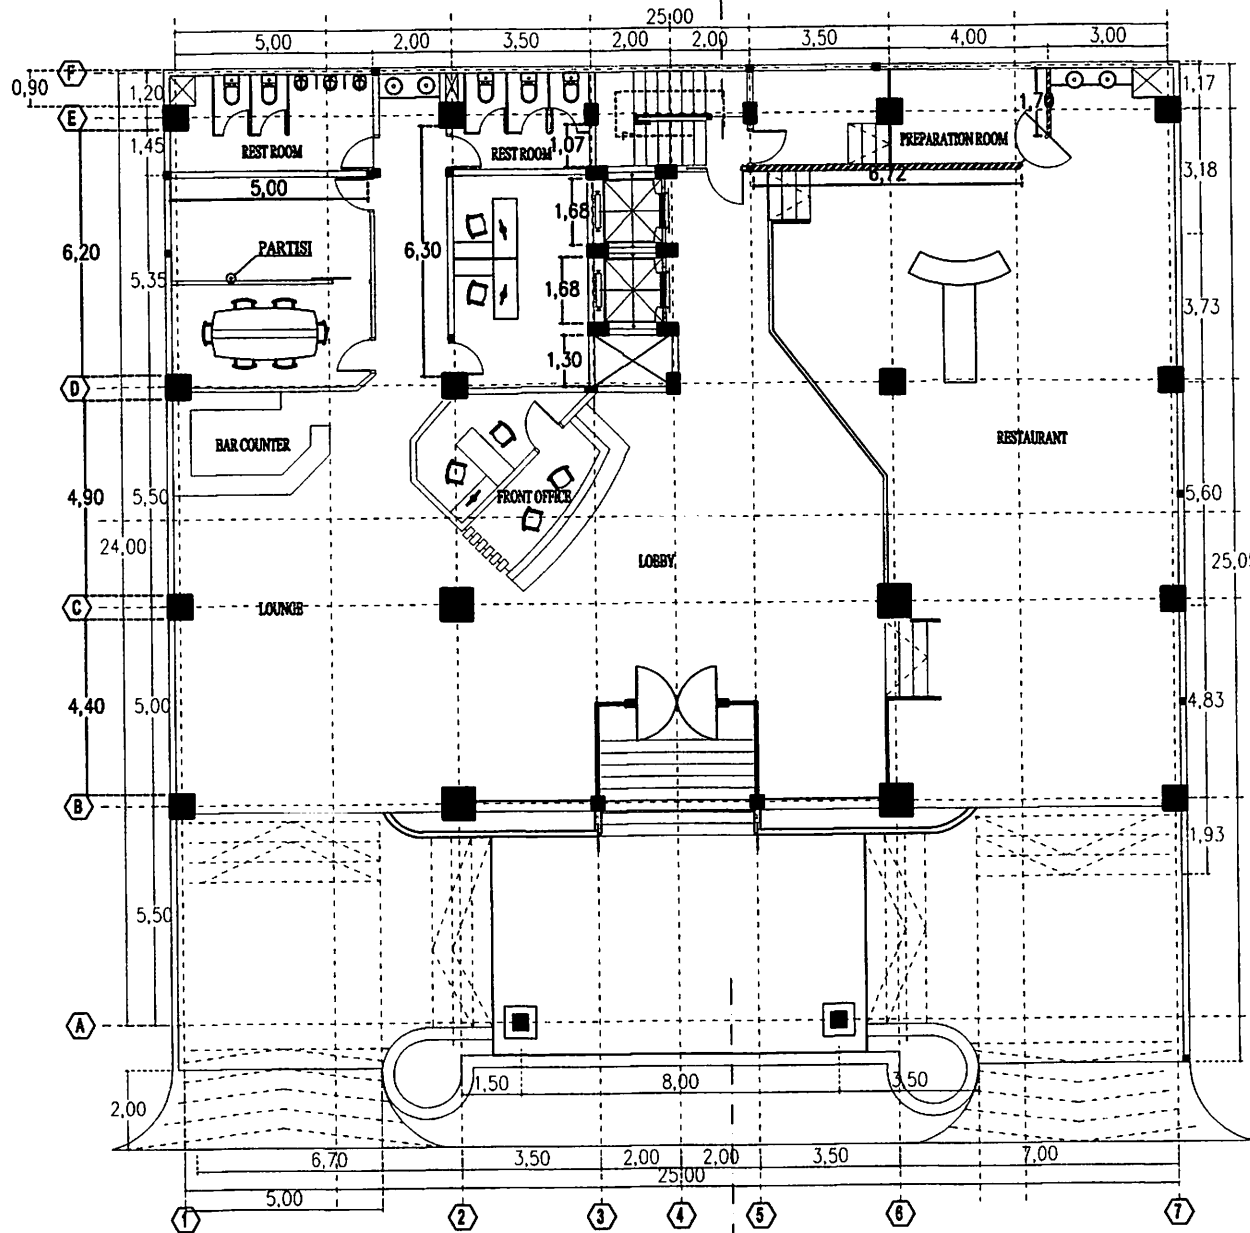 25,00
5,00 2,00 3,50 2,00 2,00 3,50 4,00 3,00
F
0,90 1,20 1,17
E 1,70
1,45 REST ROOM REST ROOM 1,07 PREPARATION ROOM
5,00 6,72 3,18
1,68
6,20 PARTISI 6,30
5,35 1,68 3,73
1,30
D
BAR COUNTER RESTAURANT
4,90 5,50 FRONT OFFICE 5,60
24,00 LOBBY
C LOUNGE
4,40 5,00 4,83
B
1,93
5,50
A
1,50 8,00 3,50
2,00
6,70 3,50 2,00 2,00 3,50 7,00
25,00
5,00
1 2 3 4 5 6 7